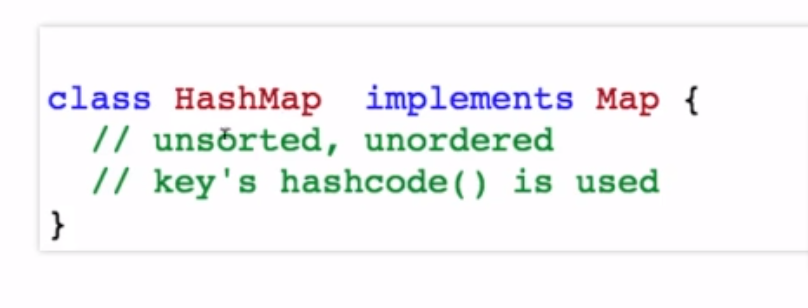 class HashMap  implements Map {
  // unsorted, unordered
  // key's hashcode() is used
}